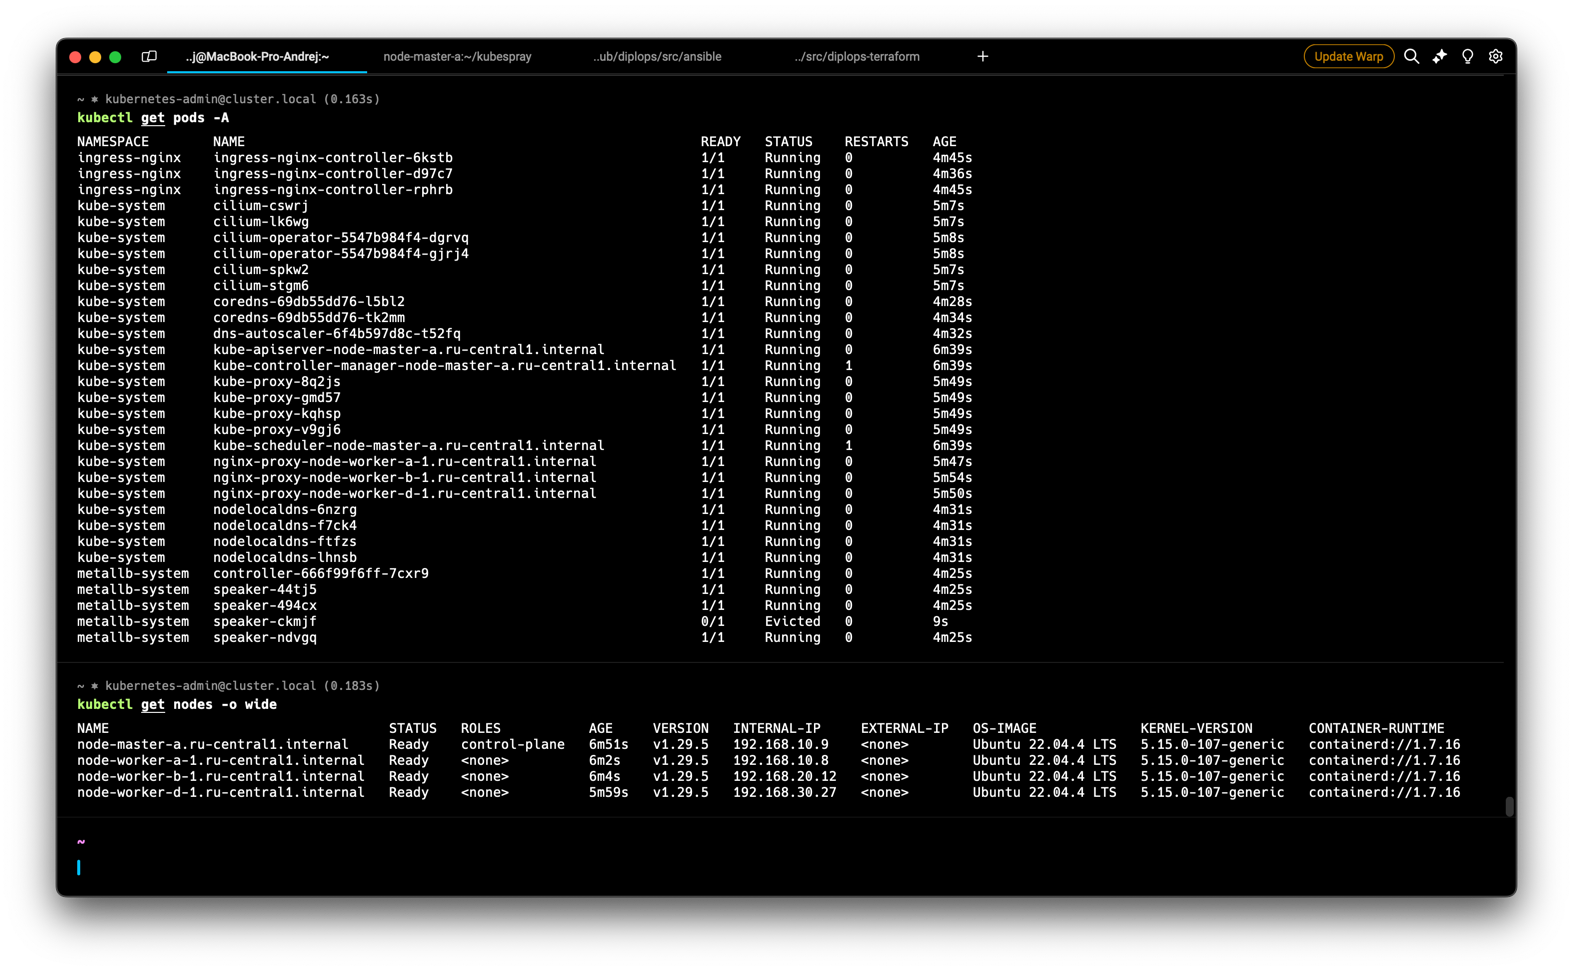 ..j@MacBook-Pro-Andrej:~ node-master-a:~/kubespray ..ub/diplops/src/ansible ../src/diplops-terraform + Update Warp
~ ⎈ kubernetes-admin@cluster.local (0.163s)
kubectl get pods -A
NAMESPACE NAME READY STATUS RESTARTS AGE
ingress-nginx ingress-nginx-controller-6kstb 1/1 Running 0 4m45s
ingress-nginx ingress-nginx-controller-d97c7 1/1 Running 0 4m36s
ingress-nginx ingress-nginx-controller-rphrb 1/1 Running 0 4m45s
kube-system cilium-cswrj 1/1 Running 0 5m7s
kube-system cilium-lk6wg 1/1 Running 0 5m7s
kube-system cilium-operator-5547b984f4-dgrvq 1/1 Running 0 5m8s
kube-system cilium-operator-5547b984f4-gjrj4 1/1 Running 0 5m8s
kube-system cilium-spkw2 1/1 Running 0 5m7s
kube-system cilium-stgm6 1/1 Running 0 5m7s
kube-system coredns-69db55dd76-l5bl2 1/1 Running 0 4m28s
kube-system coredns-69db55dd76-tk2mm 1/1 Running 0 4m34s
kube-system dns-autoscaler-6f4b597d8c-t52fq 1/1 Running 0 4m32s
kube-system kube-apiserver-node-master-a.ru-central1.internal 1/1 Running 0 6m39s
kube-system kube-controller-manager-node-master-a.ru-central1.internal 1/1 Running 1 6m39s
kube-system kube-proxy-8q2js 1/1 Running 0 5m49s
kube-system kube-proxy-gmd57 1/1 Running 0 5m49s
kube-system kube-proxy-kqhsp 1/1 Running 0 5m49s
kube-system kube-proxy-v9gj6 1/1 Running 0 5m49s
kube-system kube-scheduler-node-master-a.ru-central1.internal 1/1 Running 1 6m39s
kube-system nginx-proxy-node-worker-a-1.ru-central1.internal 1/1 Running 0 5m47s
kube-system nginx-proxy-node-worker-b-1.ru-central1.internal 1/1 Running 0 5m54s
kube-system nginx-proxy-node-worker-d-1.ru-central1.internal 1/1 Running 0 5m50s
kube-system nodelocaldns-6nzrg 1/1 Running 0 4m31s
kube-system nodelocaldns-f7ck4 1/1 Running 0 4m31s
kube-system nodelocaldns-ftfzs 1/1 Running 0 4m31s
kube-system nodelocaldns-lhnsb 1/1 Running 0 4m31s
metallb-system controller-666f99f6ff-7cxr9 1/1 Running 0 4m25s
metallb-system speaker-44tj5 1/1 Running 0 4m25s
metallb-system speaker-494cx 1/1 Running 0 4m25s
metallb-system speaker-ckmjf 0/1 Evicted 0 9s
metallb-system speaker-ndvgq 1/1 Running 0 4m25s
~ ⎈ kubernetes-admin@cluster.local (0.183s)
kubectl get nodes -o wide
NAME STATUS ROLES AGE VERSION INTERNAL-IP EXTERNAL-IP OS-IMAGE KERNEL-VERSION CONTAINER-RUNTIME
node-master-a.ru-central1.internal Ready control-plane 6m51s v1.29.5 192.168.10.9 <none> Ubuntu 22.04.4 LTS 5.15.0-107-generic containerd://1.7.16
node-worker-a-1.ru-central1.internal Ready <none> 6m2s v1.29.5 192.168.10.8 <none> Ubuntu 22.04.4 LTS 5.15.0-107-generic containerd://1.7.16
node-worker-b-1.ru-central1.internal Ready <none> 6m4s v1.29.5 192.168.20.12 <none> Ubuntu 22.04.4 LTS 5.15.0-107-generic containerd://1.7.16
node-worker-d-1.ru-central1.internal Ready <none> 5m59s v1.29.5 192.168.30.27 <none> Ubuntu 22.04.4 LTS 5.15.0-107-generic containerd://1.7.16
~